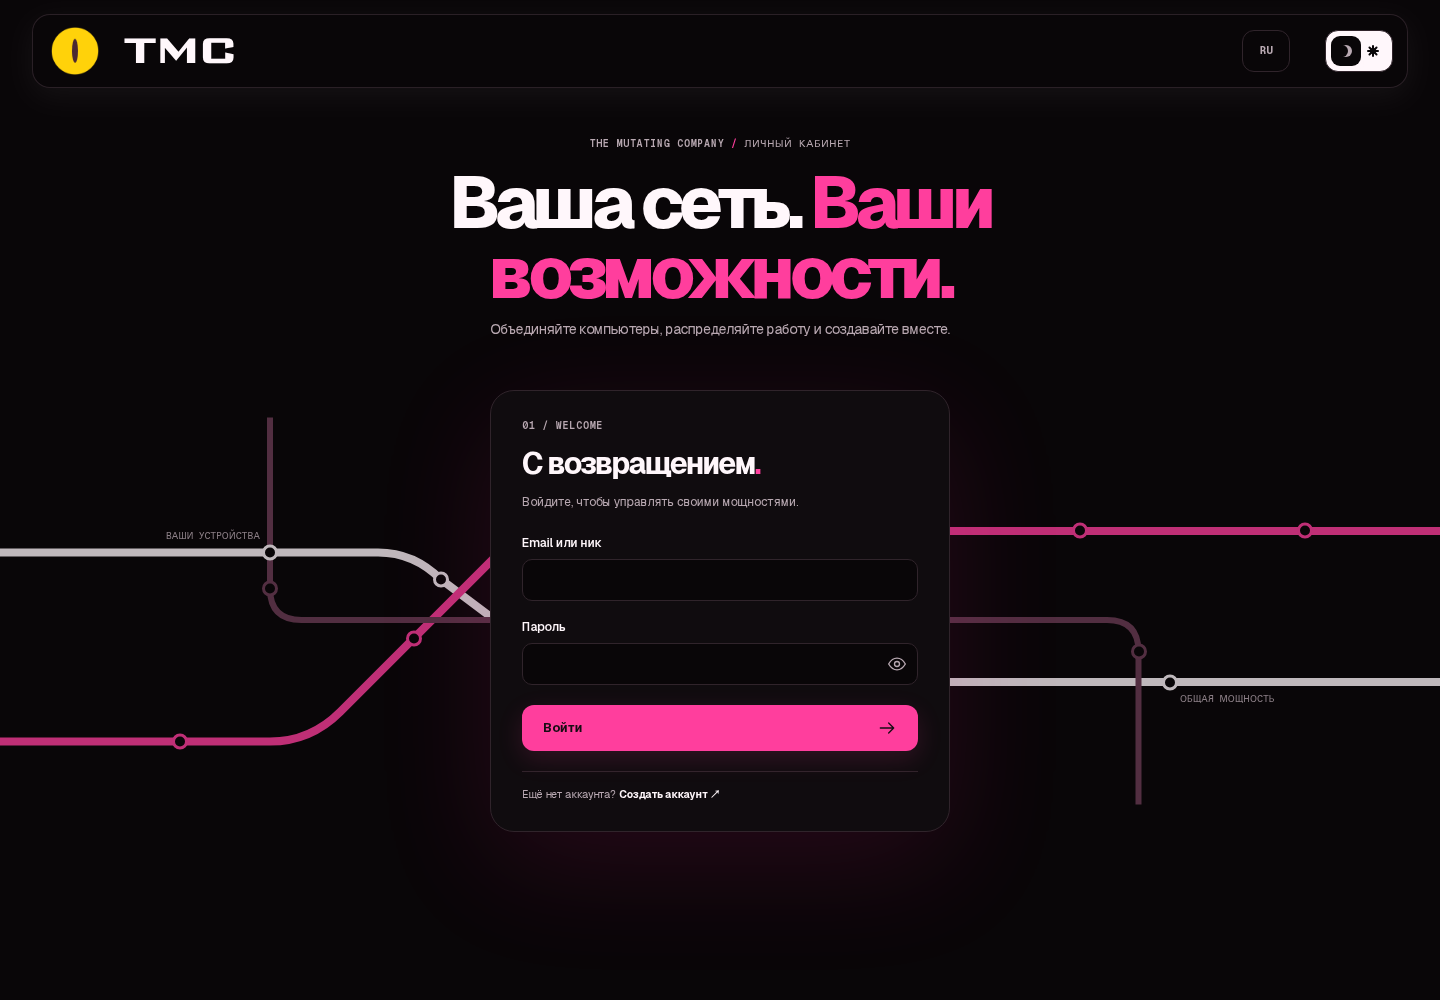 TMC
RU
THE MUTATING COMPANY / ЛИЧНЫЙ КАБИНЕТ
Ваша сеть. Ваши
возможности.
Объединяйте компьютеры, распределяйте работу и создавайте вместе.
01 / WELCOME
С возвращением.
Войдите, чтобы управлять своими мощностями.
ВАШИ УСТРОЙСТВА
Email или ник
Пароль
ОБЩАЯ МОЩНОСТЬ
Войти →
Ещё нет аккаунта? Создать аккаунт ↗